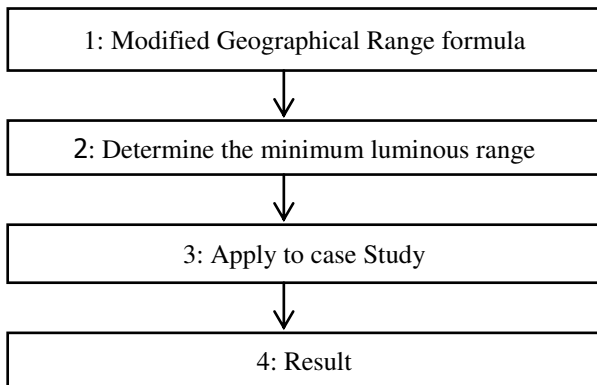 1: Modified Geographical Range formula
2: Determine the minimum luminous range
3: Apply to case Study
4: Result